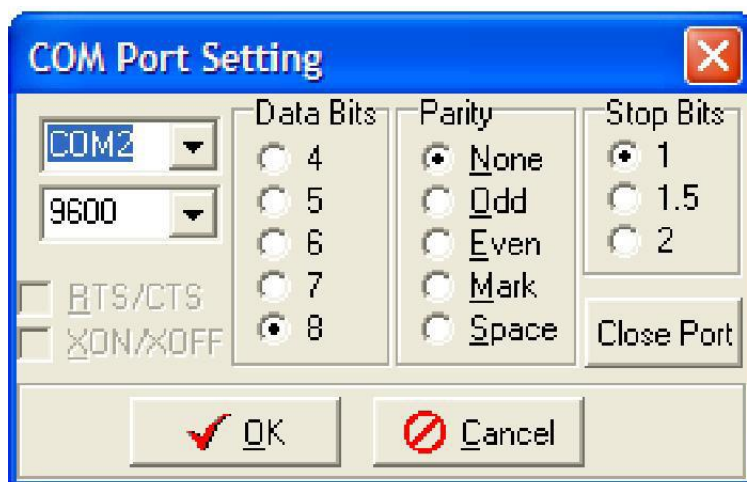 COM Port Setting
COM2
9600
RTS/CTS
XON/XOFF
Data Bits
4
5
6
7
8
Parity
None
Odd
Even
Mark
Space
Stop Bits
1
1.5
2
Close Port
OK
Cancel